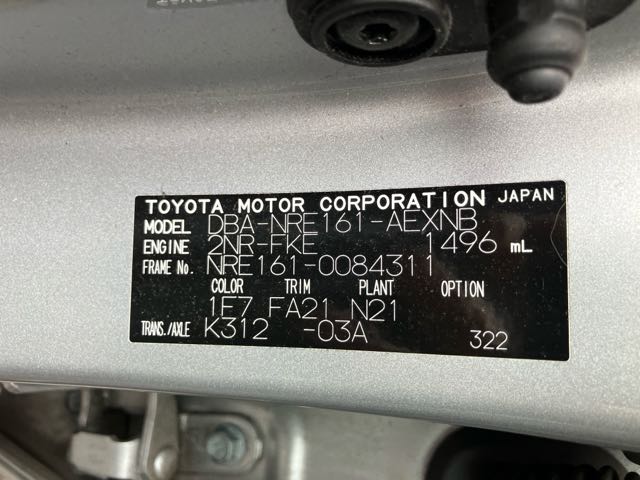 TOYOTA MOTOR CORPORATION JAPAN
MODEL DBA-NRE161-AEXNB
ENGINE 2NR-FKE 1496 mL
FRAME No. NRE161-0084311
COLOR TRIM PLANT OPTION
1F7 FA21 N21
TRANS./AXLE K312 -03A 322